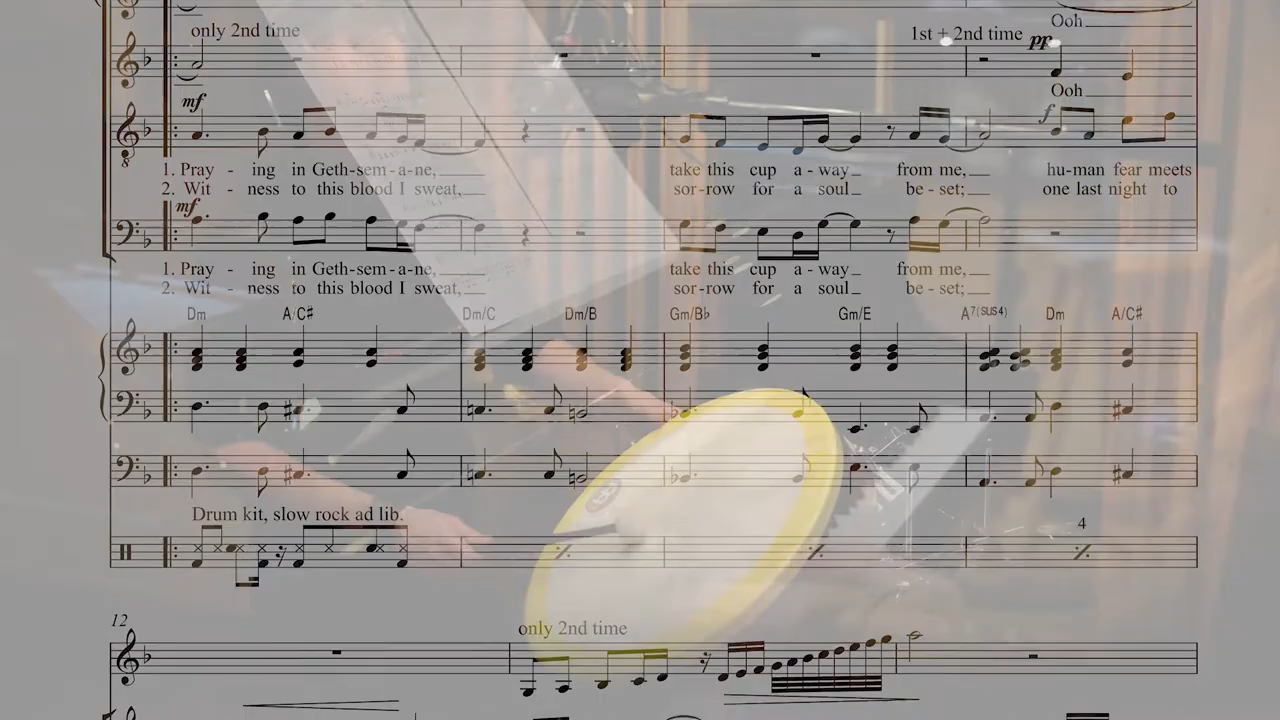 Ooh
only 2nd time
1st + 2nd time pp
Ooh
mf
f
1. Pray - ing in Geth-sem-a-ne, take this cup a-way from me, hu-man fear meets
2. Wit - ness to this blood I sweat, sor-row for a soul be-set; one last night to
mf
1. Pray - ing in Geth-sem-a-ne, take this cup a-way from me,
2. Wit - ness to this blood I sweat, sor-row for a soul be-set;
Dm A/C# Dm/C Dm/B Gm/Bb Gm/E A7(SUS4) Dm A/C#
Drum kit, slow rock ad lib.
4
12
only 2nd time